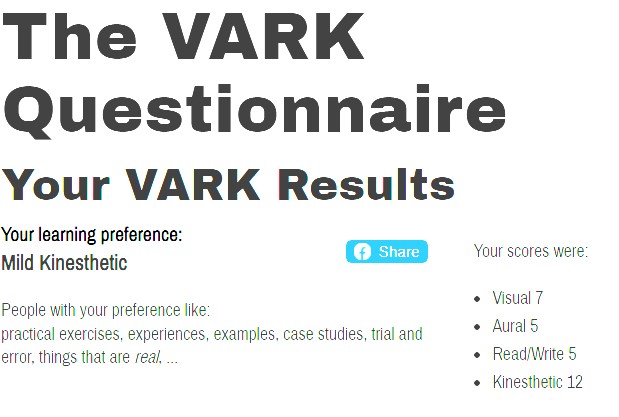 The VARK
Questionnaire
Your VARK Results
Your learning preference:
Mild Kinesthetic
Share
People with your preference like:
practical exercises, experiences, examples, case studies, trial and
error, things that are real, ...
Your scores were:
Visual 7
Aural 5
Read/Write 5
Kinesthetic 12